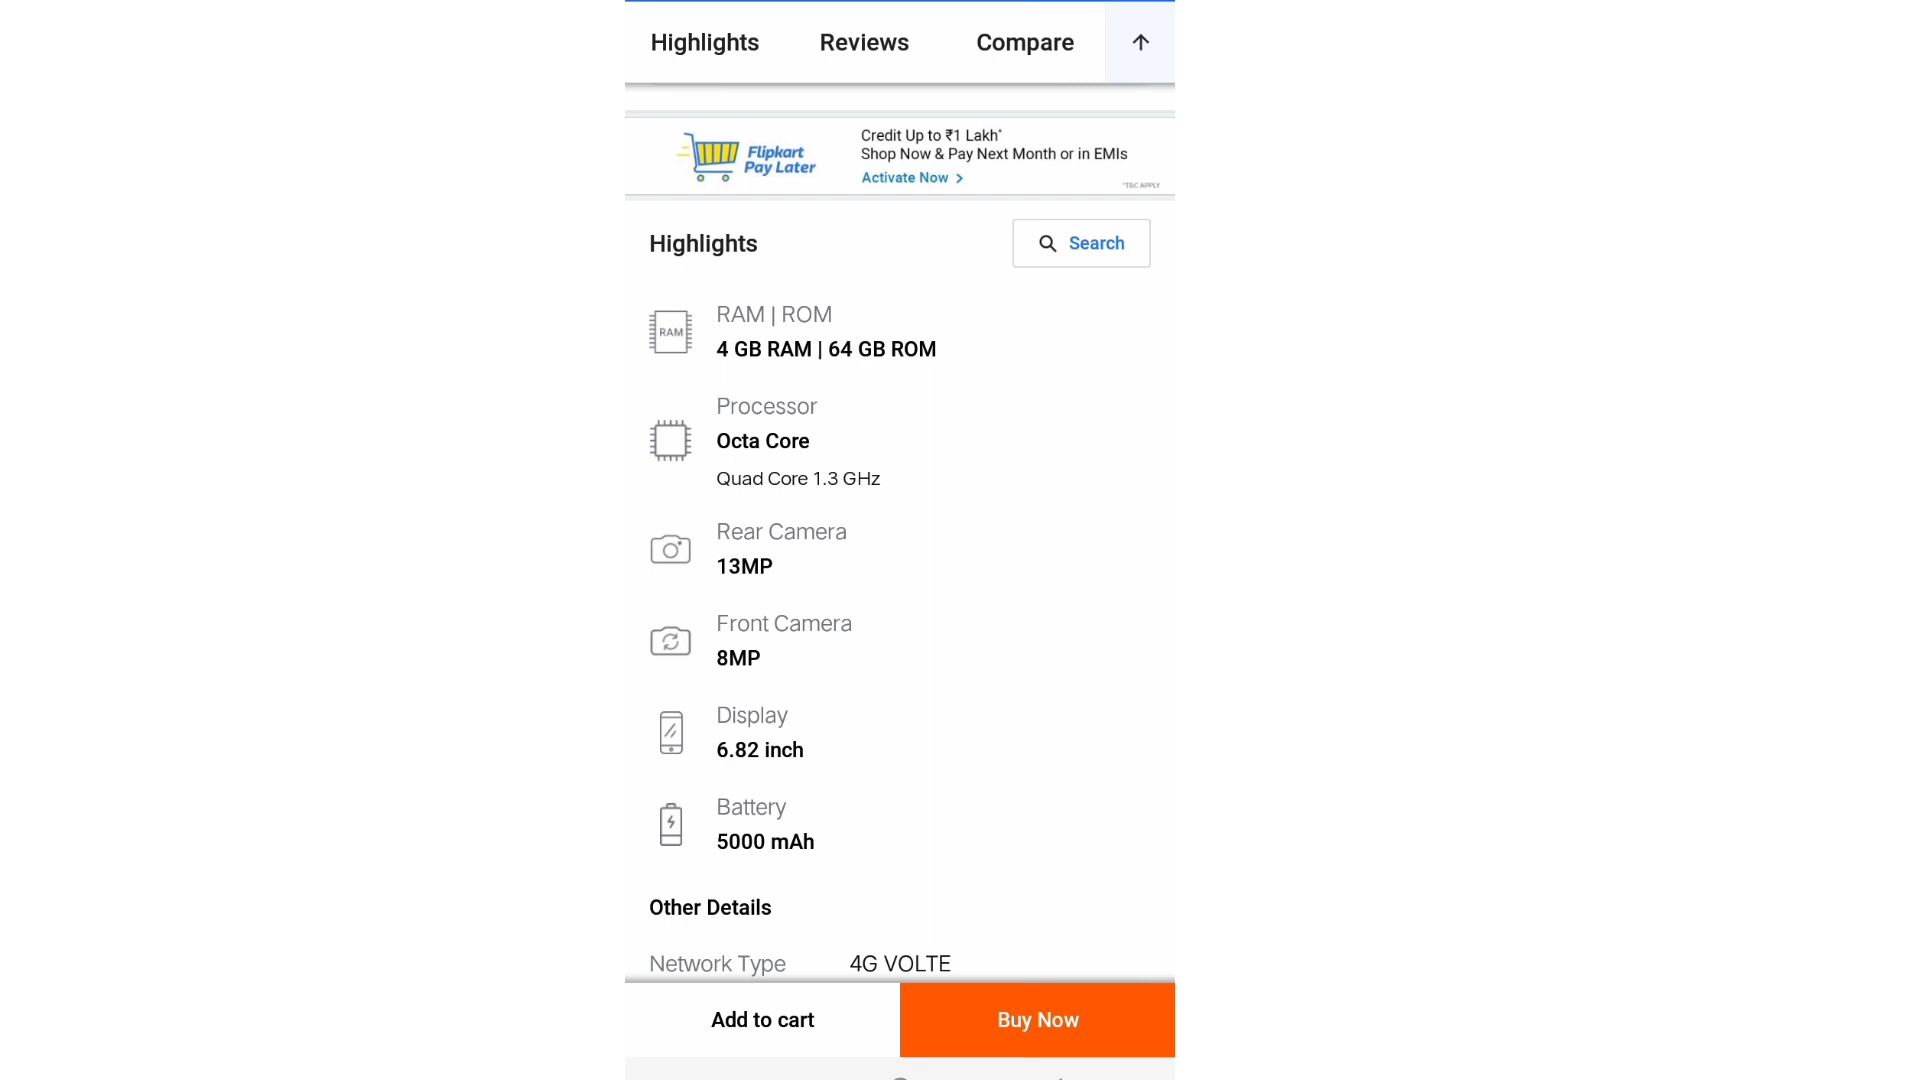 Highlights Reviews Compare
Flipkart
Pay Later
Credit Up to ₹1 Lakh*
Shop Now & Pay Next Month or in EMIs
Activate Now >
*T&C APPLY
Highlights
Search
RAM | ROM
RAM
4 GB RAM | 64 GB ROM
Processor
Octa Core
Quad Core 1.3 GHz
Rear Camera
13MP
Front Camera
8MP
Display
6.82 inch
Battery
5000 mAh
Other Details
Network Type 4G VOLTE
Add to cart Buy Now